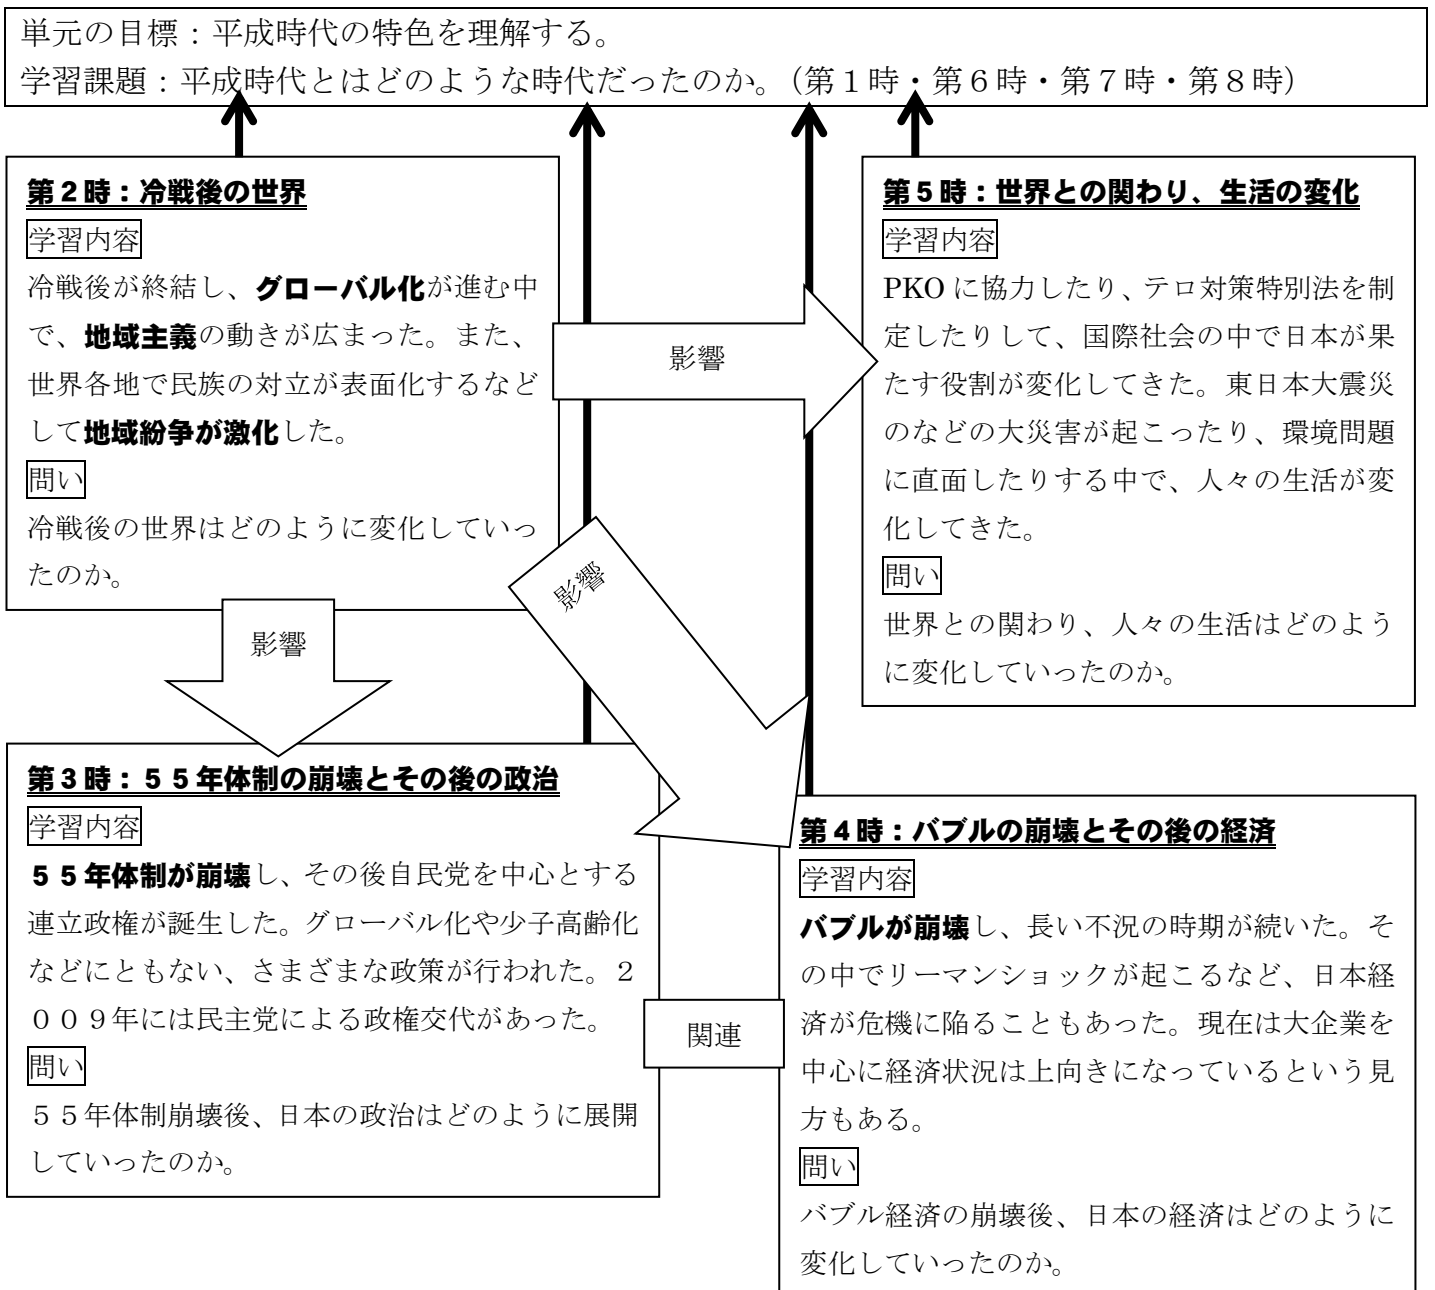 単元の目標：平成時代の特色を理解する。
学習課題：平成時代とはどのような時代だったのか。（第１時・第６時・第７時・第８時）
第２時：冷戦後の世界
学習内容
冷戦後が終結し、グローバル化が進む中
で、地域主義の動きが広まった。また、
世界各地で民族の対立が表面化するなど
して地域紛争が激化した。
問い
冷戦後の世界はどのように変化していっ
たのか。
影響
影響
影響
第５時：世界との関わり、生活の変化
学習内容
PKO に協力したり、テロ対策特別法を制
定したりして、国際社会の中で日本が果
たす役割が変化してきた。東日本大震災
のなどの大災害が起こったり、環境問題
に直面したりする中で、人々の生活が変
化してきた。
問い
世界との関わり、人々の生活はどのよう
に変化していったのか。
第３時：５５年体制の崩壊とその後の政治
学習内容
５５年体制が崩壊し、その後自民党を中心とする
連立政権が誕生した。グローバル化や少子高齢化
などにともない、さまざまな政策が行われた。２
００９年には民主党による政権交代があった。
問い
５５年体制崩壊後、日本の政治はどのように展開
していったのか。
関連
第４時：バブルの崩壊とその後の経済
学習内容
バブルが崩壊し、長い不況の時期が続いた。そ
の中でリーマンショックが起こるなど、日本経
済が危機に陥ることもあった。現在は大企業を
中心に経済状況は上向きになっているという見
方もある。
問い
バブル経済の崩壊後、日本の経済はどのように
変化していったのか。